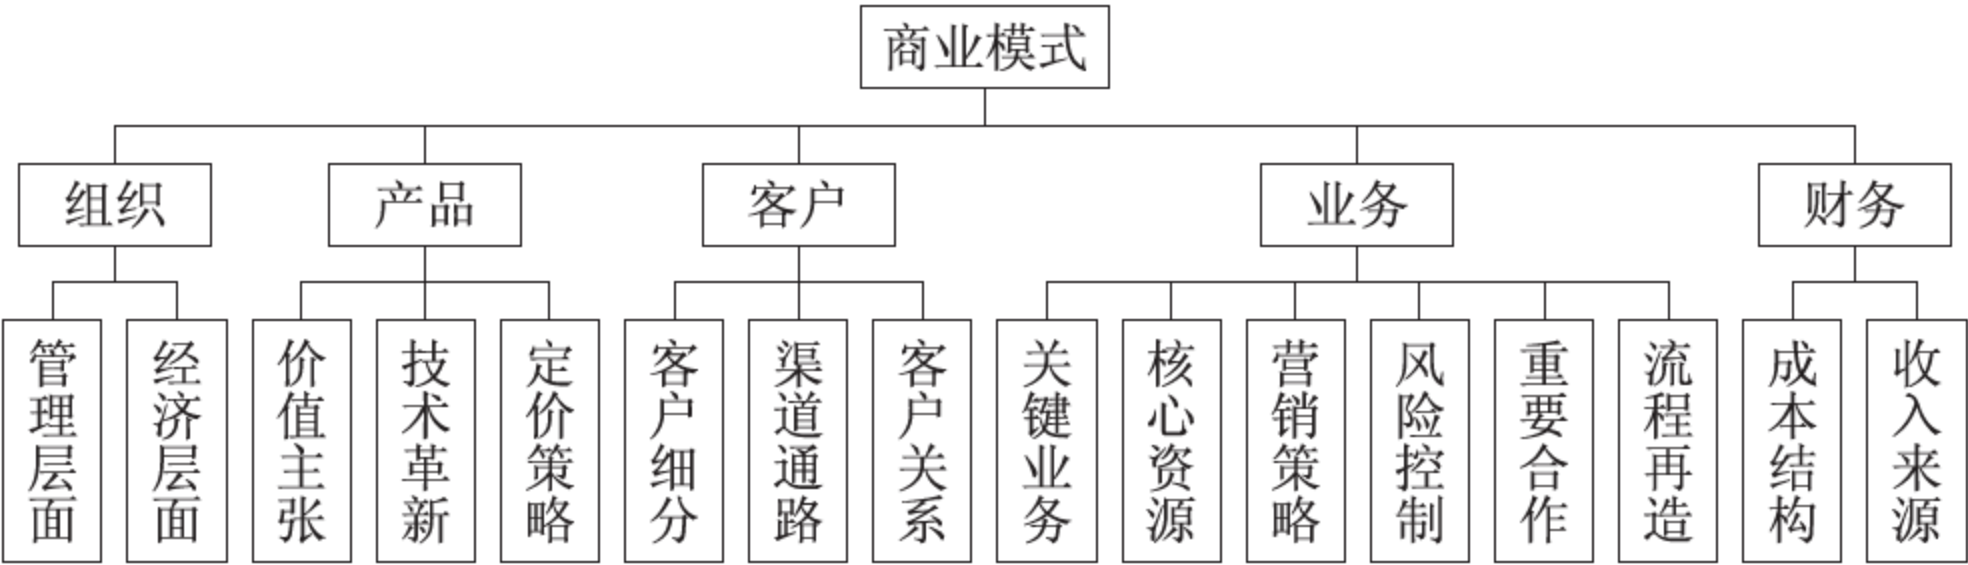 商业模式
组织
产品
客户
业务
财务
管理层面
经济层面
价值主张
技术革新
定价策略
客户细分
渠道通路
客户关系
关键业务
核心资源
营销策略
风险控制
重要合作
流程再造
成本结构
收入来源